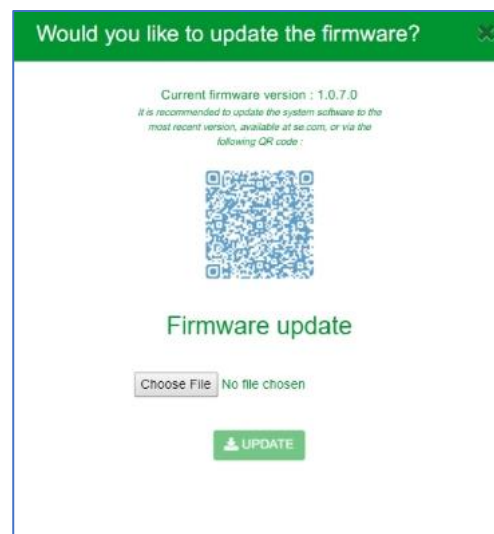 Would you like to update the firmware?
Current firmware version : 1.0.7.0
It is recommended to update the system software to the
most recent version, available at se.com, or via the
following QR code :
Firmware update
Choose File No file chosen
UPDATE